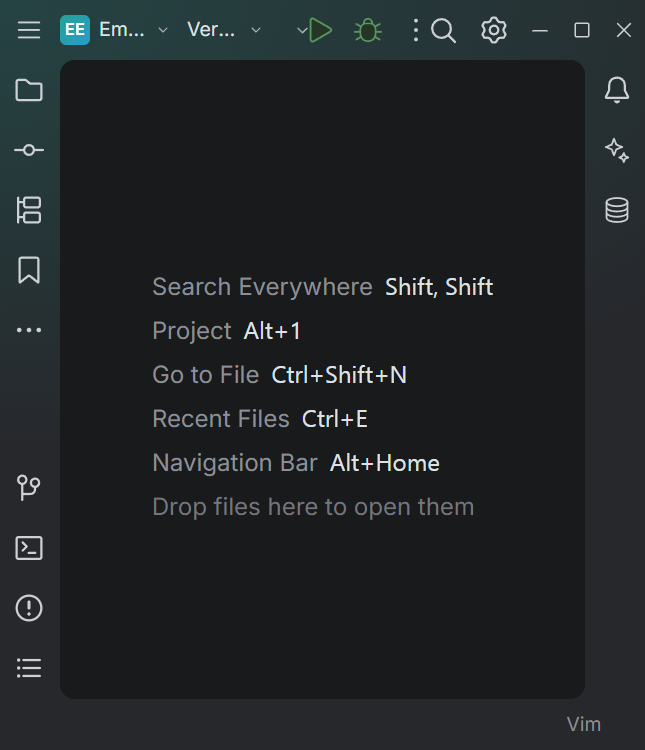 EE Em... Ver...
Search Everywhere Shift, Shift
Project Alt+1
Go to File Ctrl+Shift+N
Recent Files Ctrl+E
Navigation Bar Alt+Home
Drop files here to open them
Vim